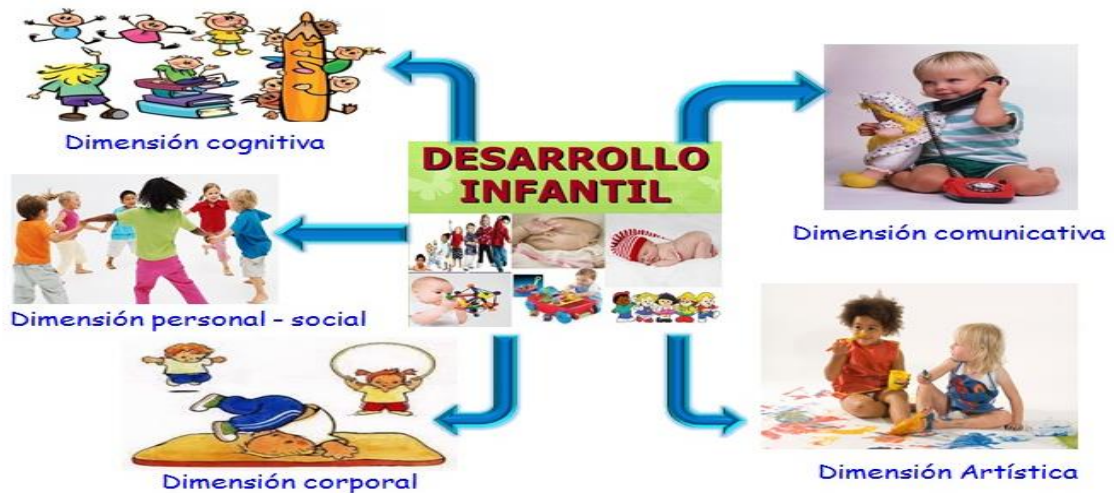 DESARROLLO
INFANTIL
Dimensión cognitiva
Dimensión comunicativa
Dimensión personal - social
Dimensión corporal
Dimensión Artística